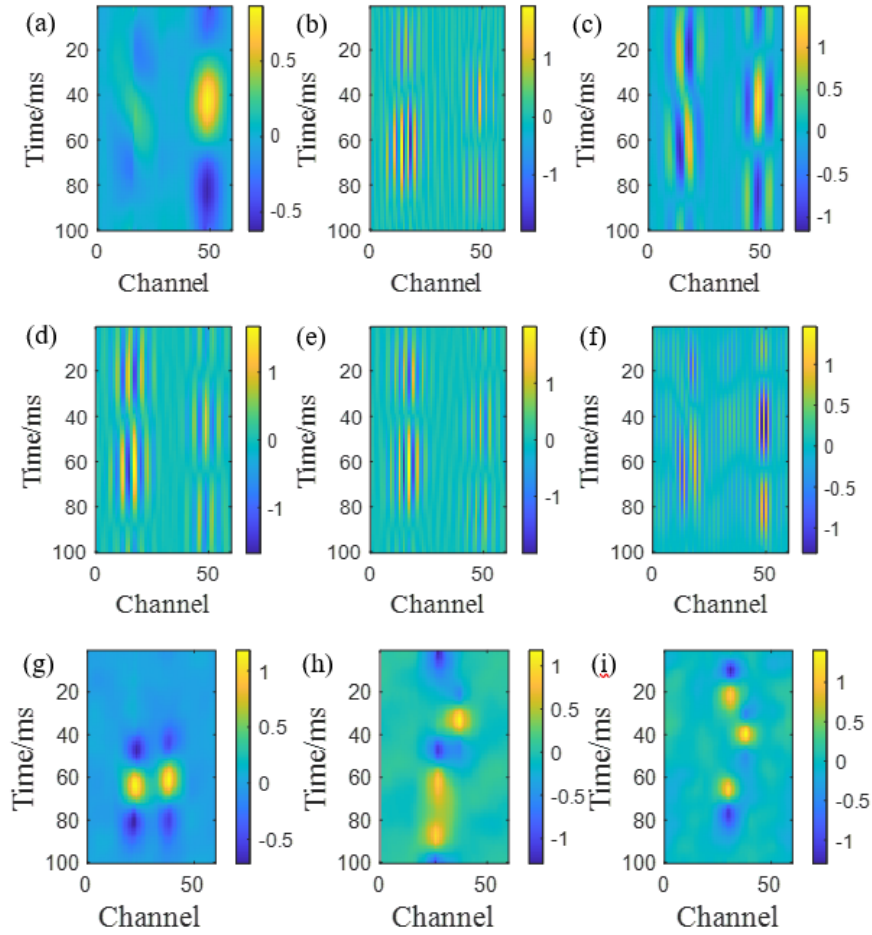 (a) (b) (c)
20 0.5 20 1 20 1
40 40 40 0.5
60 0 60 0 60 0
80 80 -1 80 -0.5
100 -0.5 100 100 -1
0 50 0 50 0 50
Time/ms Time/ms Time/ms
Channel Channel Channel
(d) (e) (f)
20 1 20 1 20 1
40 40 40 0.5
60 0 60 0 60 0
80 -1 80 -1 80 -0.5
100 100 100 -1
0 50 0 50 0 50
Time/ms Time/ms Time/ms
Channel Channel Channel
(g) (h) (i)
20 1 20 1 20 1
40 0.5 40 0.5 40 0.5
60 0 60 0 60 0
80 80 -0.5 80 -0.5
100 -0.5 100 -1 100 -1
0 50 0 50 0 50
Time/ms Time/ms Time/ms
Channel Channel Channel